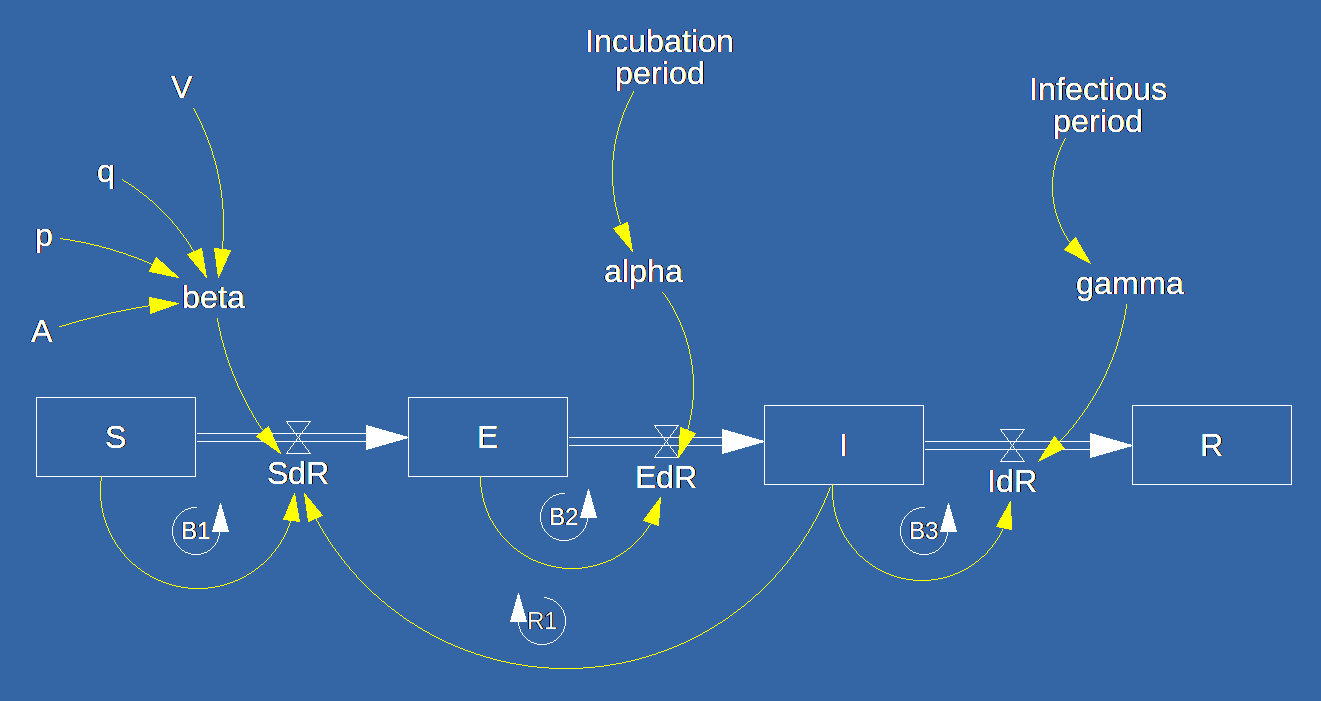 Incubation
period
V
Infectious
period
q
p
alpha
gamma
beta
A
S
E
I
R
SdR
EdR
IdR
B1
B2
B3
R1